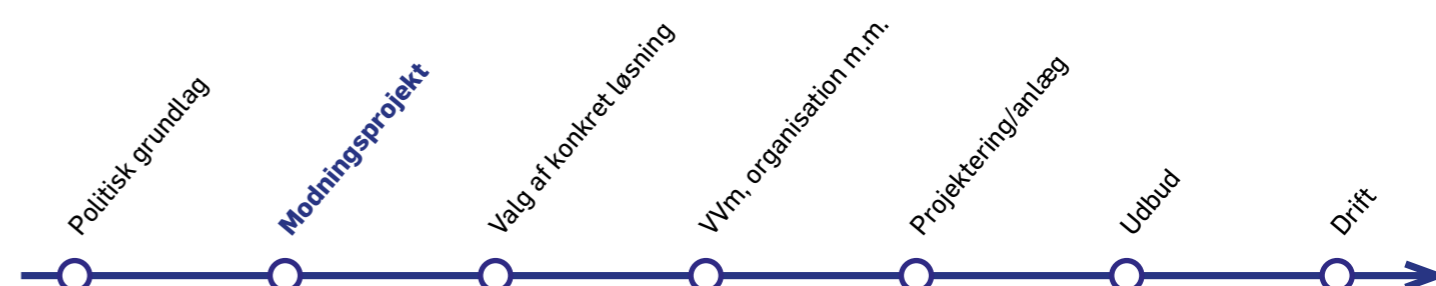 Politisk grundlag
Modningsprojekt
Valg af konkret løsning
VVm, organisation m.m.
Projektering/anlæg
Udbud
Drift